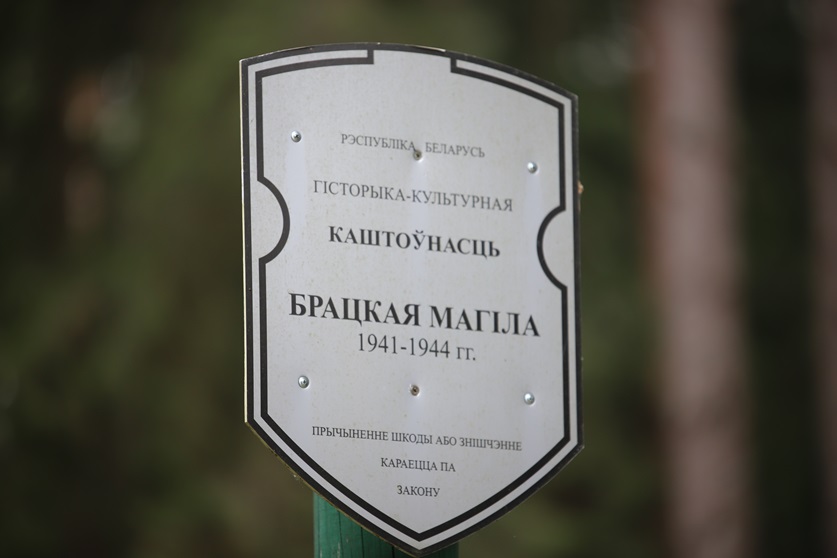 РЭСПУБЛІКА БЕЛАРУСЬ
ГІСТОРЫКА-КУЛЬТУРНАЯ
КАШТОЎНАСЦЬ
БРАЦКАЯ МАГІЛА
1941-1944 гг.
ПРЫЧЫНЕННЕ ШКОДЫ АБО ЗНІШЧЭННЕ
КАРАЕЦЦА ПА
ЗАКОНУ